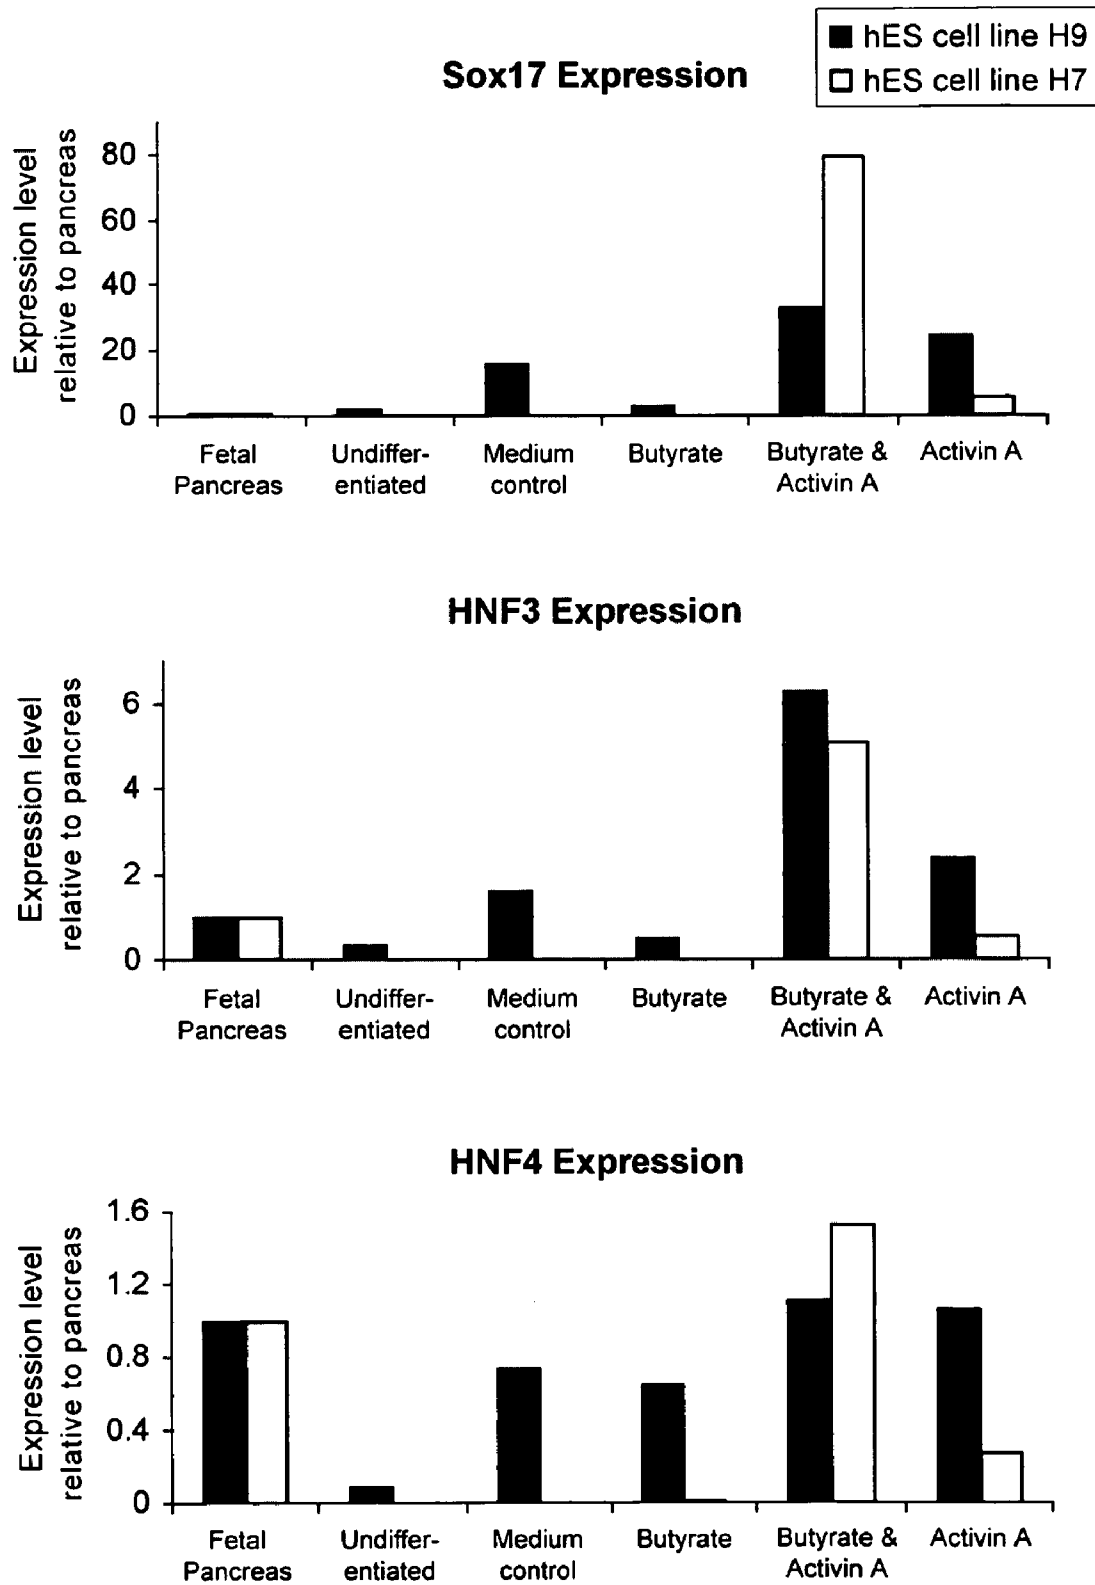 hES cell line H9
hES cell line H7
Sox17 Expression
Expression level
relative to pancreas
80
60
40
20
0
Fetal
Pancreas
Undiffer-
entiated
Medium
control
Butyrate
Butyrate &
Activin A
Activin A
HNF3 Expression
Expression level
relative to pancreas
6
4
2
0
Fetal
Pancreas
Undiffer-
entiated
Medium
control
Butyrate
Butyrate &
Activin A
Activin A
HNF4 Expression
Expression level
relative to pancreas
1.6
1.2
0.8
0.4
0
Fetal
Pancreas
Undiffer-
entiated
Medium
control
Butyrate
Butyrate &
Activin A
Activin A